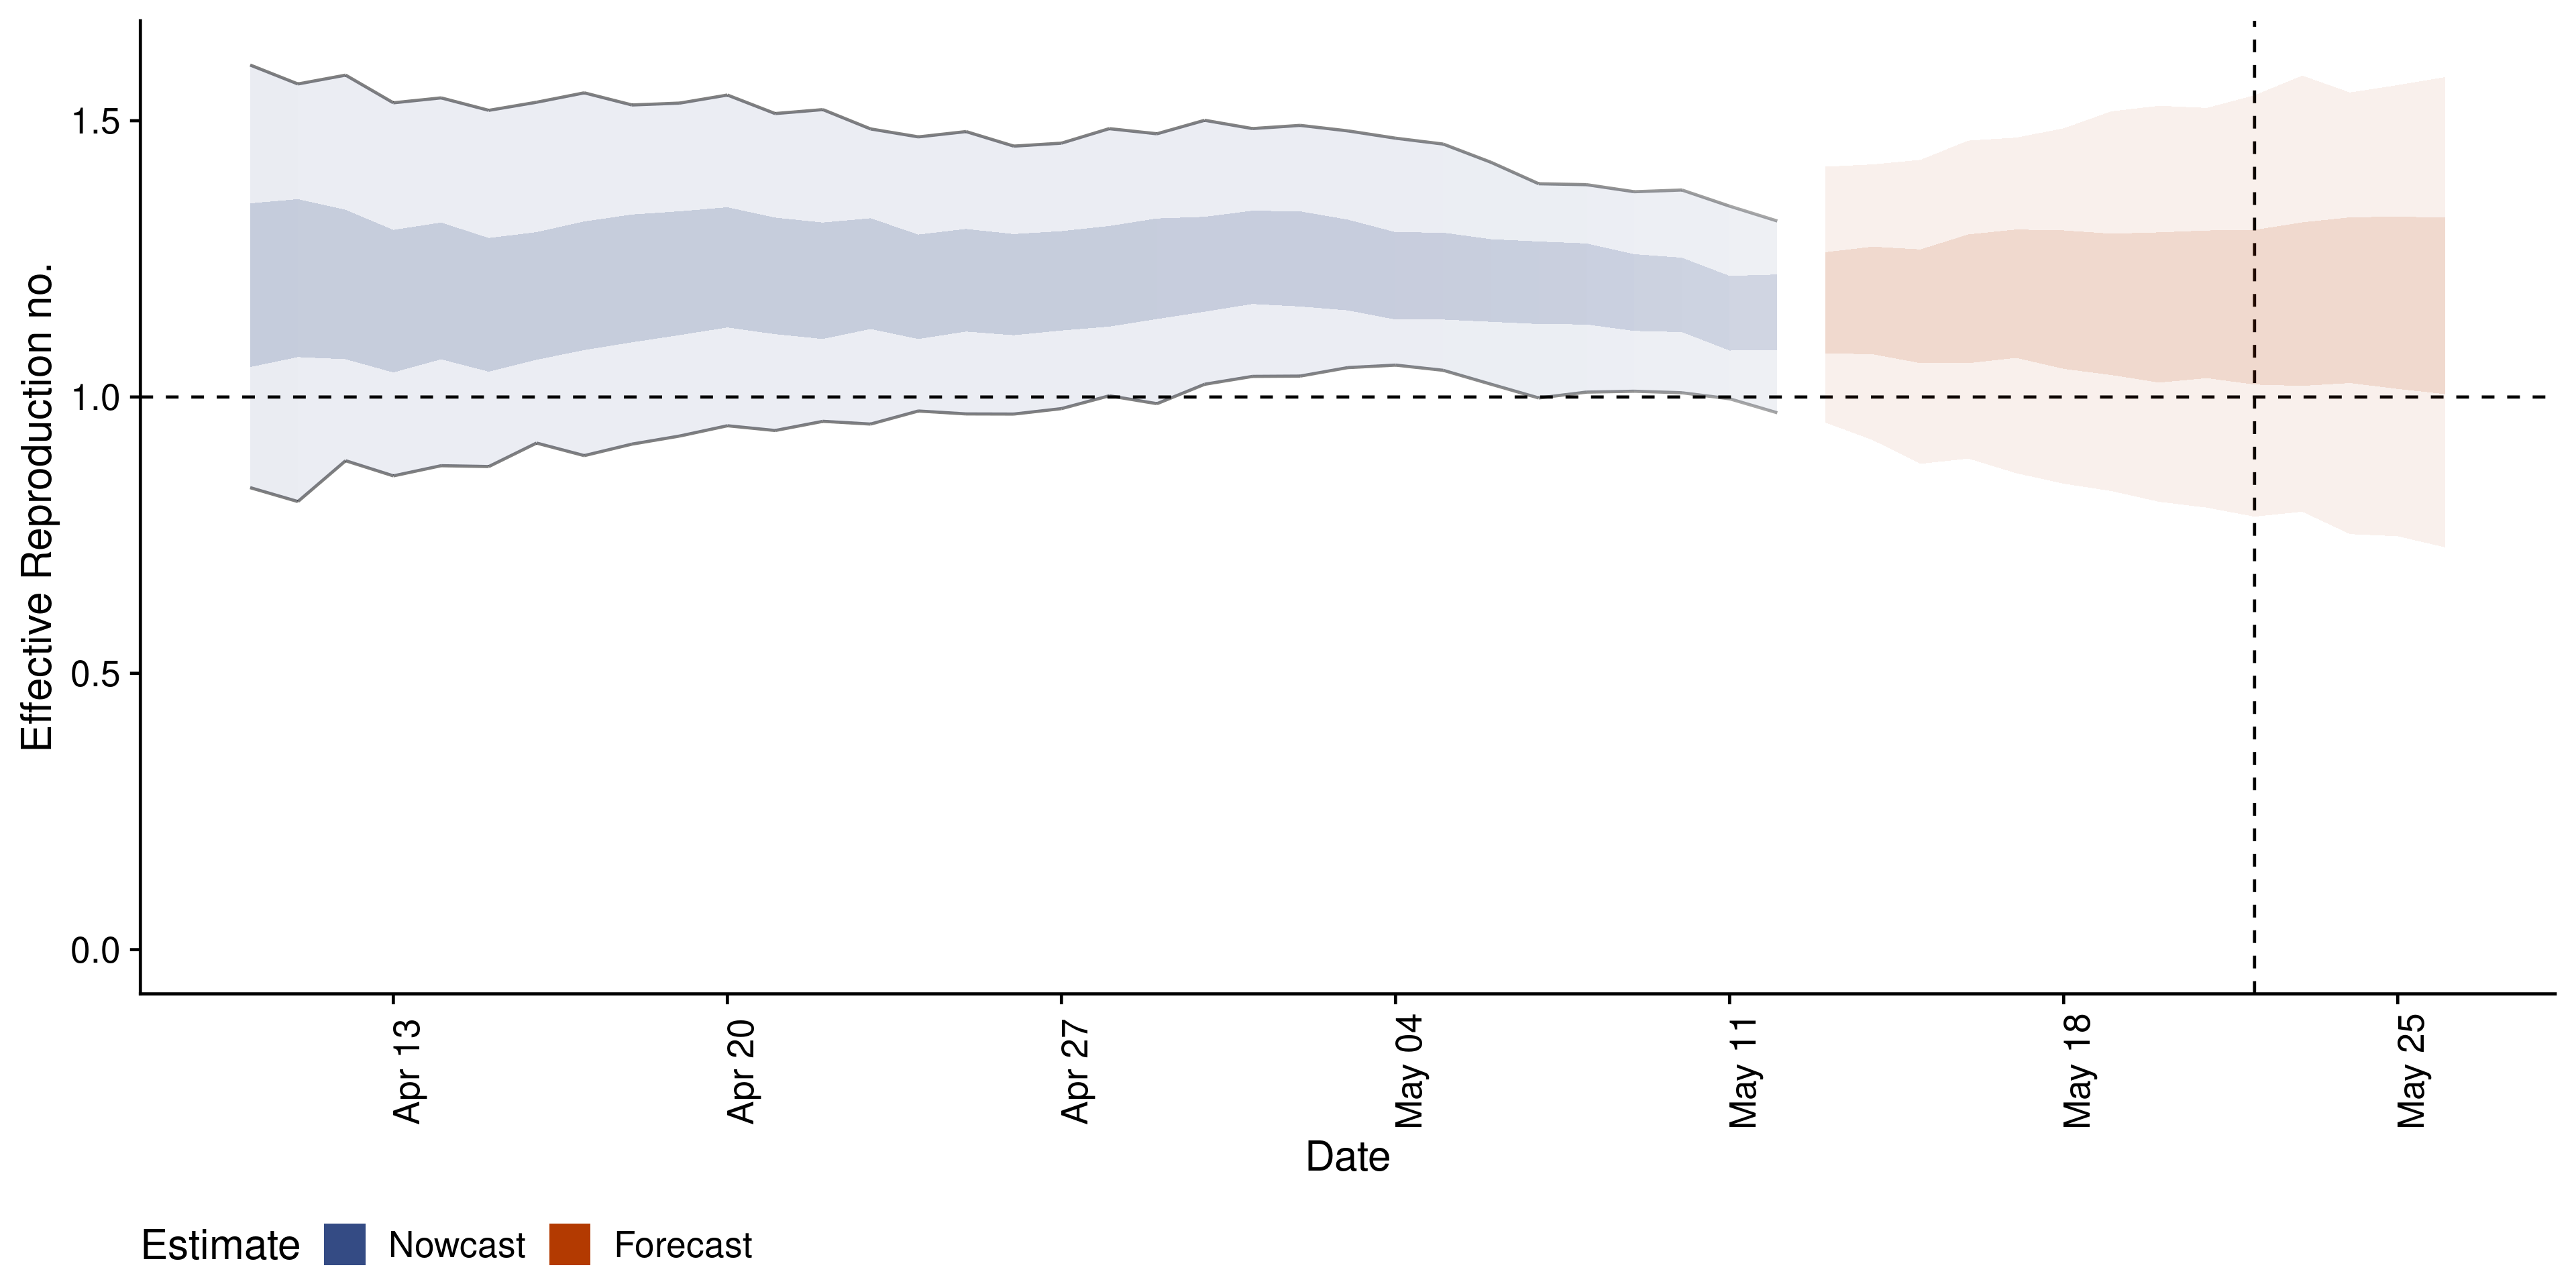 Effective Reproduction no.
1.5
1.0
0.5
0.0
Apr 13
Apr 20
Apr 27
May 04
May 11
May 18
May 25
Date
Estimate Nowcast Forecast